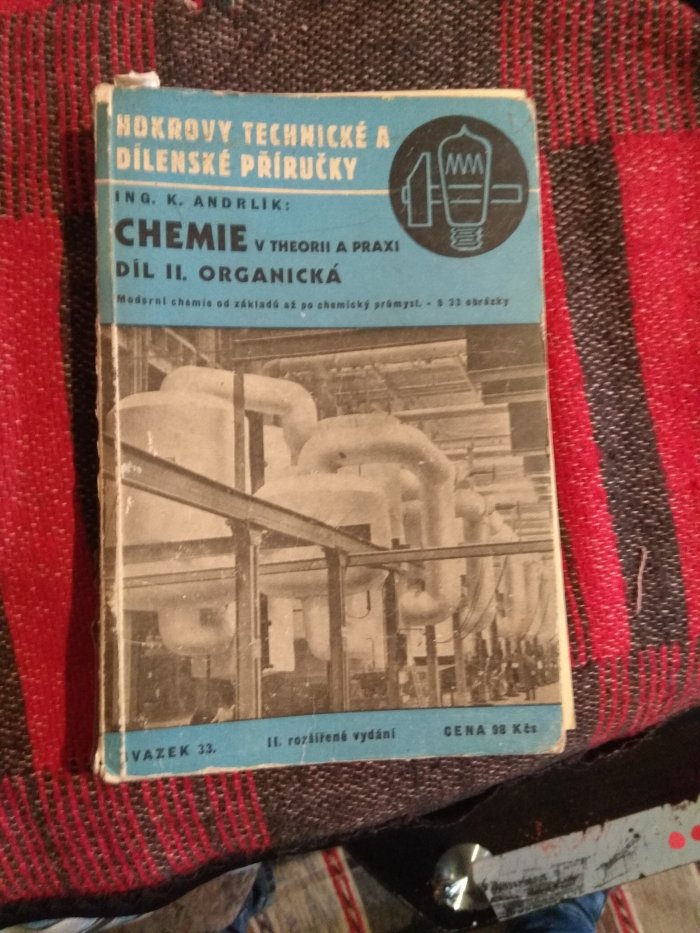 HOKROVY TECHNICKÉ A
DÍLENSKÉ PŘÍRUČKY
ING. K. ANDRLÍK:
CHEMIE V THEORII A PRAXI
DÍL II. ORGANICKÁ
Moderní chemie od základů až po chemický průmysl. - S 33 obrázky
SVAZEK 33. II. rozšířené vydání CENA 98 Kčs